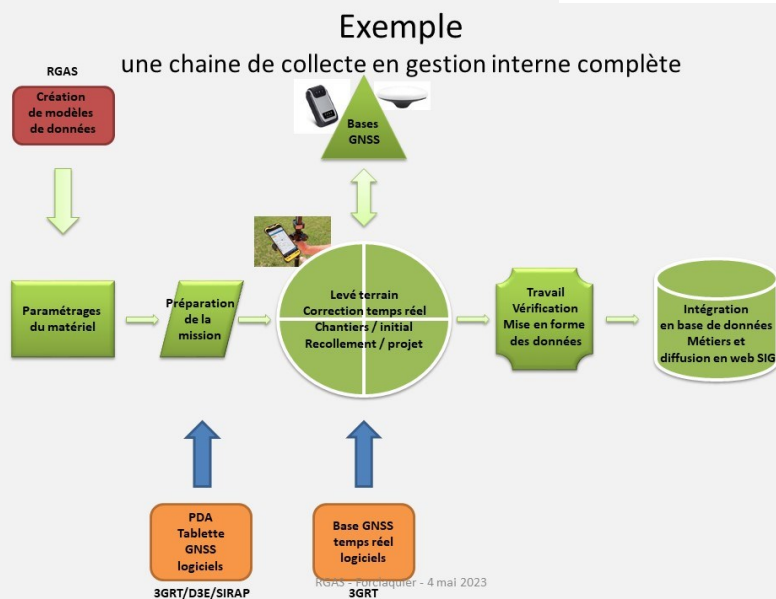 Exemple
une chaine de collecte en gestion interne complète
RGAS
Création
de modèles
de données
Bases
GNSS
Paramétrages
du matériel
Préparation
de la
mission
Levé terrain
Correction temps réel
Chantiers / initial
Recollement / projet
Travail
Vérification
Mise en forme
des données
Intégration
en base de données
Métiers et
diffusion en web SIG
PDA
Tablette
GNSS
logiciels
3GRT/D3E/SIRAP
Base GNSS
temps réel
logiciels
3GRT
RGAS - Forclaquier - 4 mai 2023